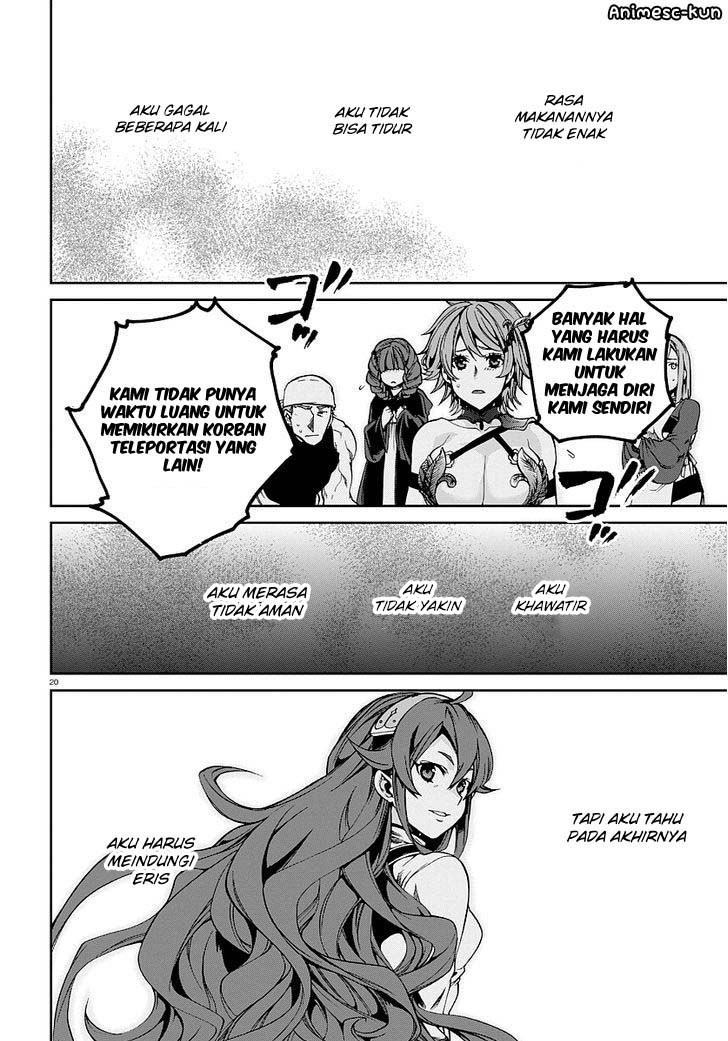 Animesc-kun
RASA
MAKANANNYA
TIDAK ENAK
AKU TIDAK
BISA TIDUR
AKU GAGAL
BEBERAPA KALI
BANYAK HAL
YANG HARUS
KAMI LAKUKAN
UNTUK
MENJAGA DIRI
KAMI SENDIRI
ゴ
KAMI TIDAK PUNYA
WAKTU LUANG UNTUK
MEMIKIRKAN KORBAN
TELEPORTASI YANG
LAIN!
ゴ
AKU
KHAWATIR
AKU
TIDAK YAKIN
AKU MERASA
TIDAK AMAN
20
TAPI AKU TAHU
PADA AKHIRNYA
AKU HARUS
MEINDUNGI
ERIS